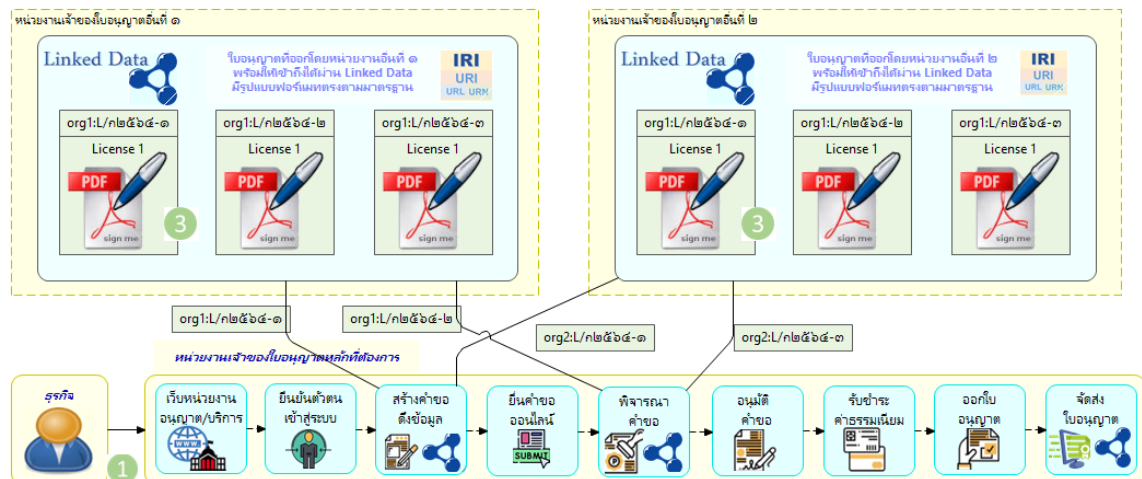 หน่วยงานเจ้าของใบอนุญาตอื่นที่ ๑
Linked Data
ใบอนุญาตที่ออกโดยหน่วยงานอื่นที่ ๑
พร้อมให้เข้าถึงได้ผ่าน Linked Data
มีรูปแบบฟอร์แมทตรงตามมาตรฐาน
IRI
URI
URL URN
org1:L/ก๒๕๖๔-๑
License 1
PDF
sign me
org1:L/ก๒๕๖๔-๒
License 1
PDF
sign me
org1:L/ก๒๕๖๔-๓
License 1
PDF
sign me
3
หน่วยงานเจ้าของใบอนุญาตอื่นที่ ๒
Linked Data
ใบอนุญาตที่ออกโดยหน่วยงานอื่นที่ ๒
พร้อมให้เข้าถึงได้ผ่าน Linked Data
มีรูปแบบฟอร์แมทตรงตามมาตรฐาน
IRI
URI
URL URN
org1:L/ก๒๕๖๔-๑
License 1
PDF
sign me
org1:L/ก๒๕๖๔-๒
License 1
PDF
sign me
org1:L/ก๒๕๖๔-๓
License 1
PDF
sign me
3
org1:L/ก๒๕๖๔-๑
org1:L/ก๒๕๖๔-๒
org2:L/ก๒๕๖๔-๑
org2:L/ก๒๕๖๔-๓
หน่วยงานเจ้าของใบอนุญาตหลักที่ต้องการ
ธุรกิจ
1
เว็บหน่วยงาน
อนุญาต/บริการ
WWW
ยืนยันตัวตน
เข้าสู่ระบบ
สร้างคำขอ
ดึงข้อมูล
ยื่นคำขอ
ออนไลน์
SUBMIT
พิจารณา
คำขอ
อนุมัติ
คำขอ
รับชำระ
ค่าธรรมเนียม
ออกใบ
อนุญาต
จัดส่ง
ใบอนุญาต